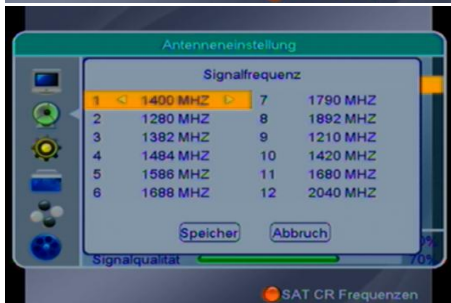 Antenneneinstellung
Signalfrequenz
1 1400 MHZ 7 1790 MHZ
2 1280 MHZ 8 1892 MHZ
3 1382 MHZ 9 1210 MHZ
4 1484 MHZ 10 1420 MHZ
5 1586 MHZ 11 1680 MHZ
6 1688 MHZ 12 2040 MHZ
Speicher Abbruch
Signalqualität 70%
SAT CR Frequenzen